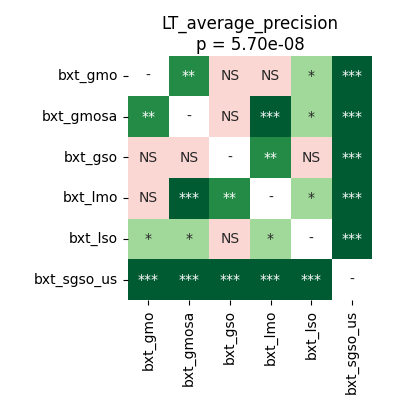 LT_average_precision
p = 5.70e-08
bxt_gmo - ** NS NS * ***
bxt_gmosa ** - NS *** * ***
bxt_gso NS NS - ** NS ***
bxt_lmo NS *** ** - * ***
bxt_lso * * NS * - ***
bxt_sgso_us *** *** *** *** *** -
bxt_gmo
bxt_gmosa
bxt_gso
bxt_lmo
bxt_lso
bxt_sgso_us